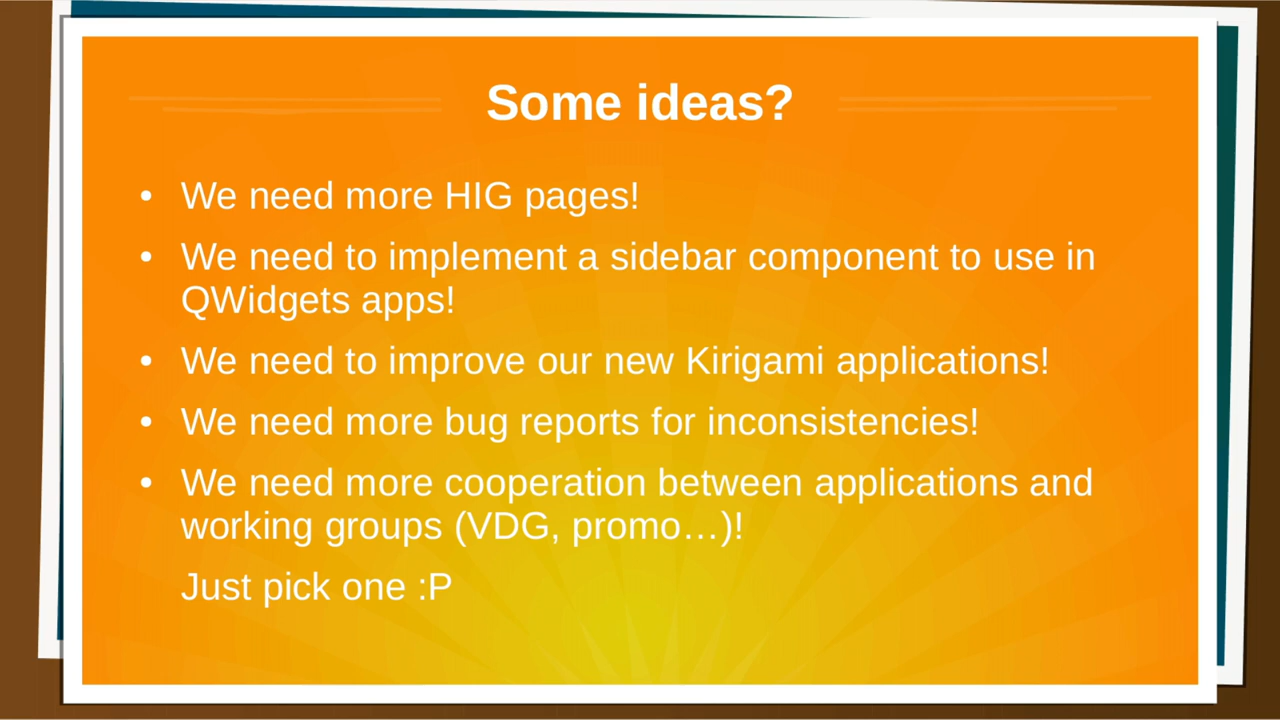 Some ideas?
• We need more HIG pages!
• We need to implement a sidebar component to use in
QWidgets apps!
• We need to improve our new Kirigami applications!
• We need more bug reports for inconsistencies!
• We need more cooperation between applications and
working groups (VDG, promo…)!
Just pick one :P